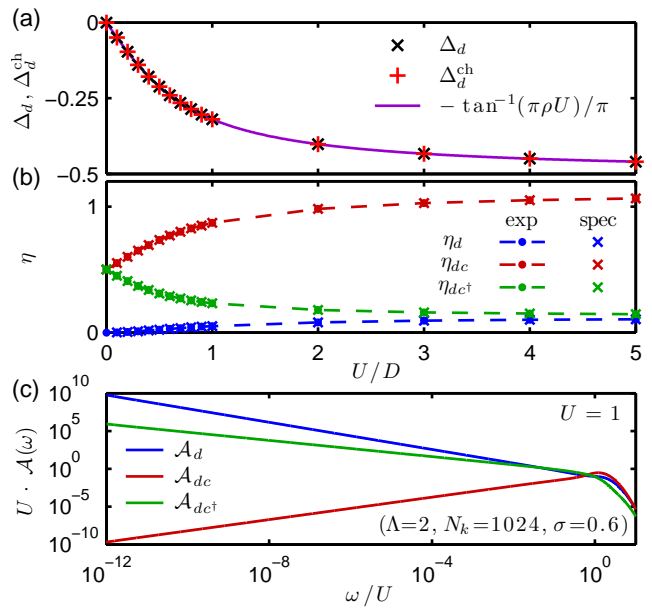 (a)
0
−0.25
−0.5
Δ_d , Δ_d^ch
Δ_d
Δ_d^ch
− tan⁻¹(πρU)/π
(b)
1
0
η
exp spec
η_d
η_dc
η_dc†
0 1 2 3 4 5
U/D
(c)
10^10
10^5
10^0
10^−5
10^−10
U · 𝒜(ω)
U = 1
𝒜_d
𝒜_dc
𝒜_dc†
(Λ=2, N_k=1024, σ=0.6)
10^−12 10^−8 10^−4 10^0
ω/U